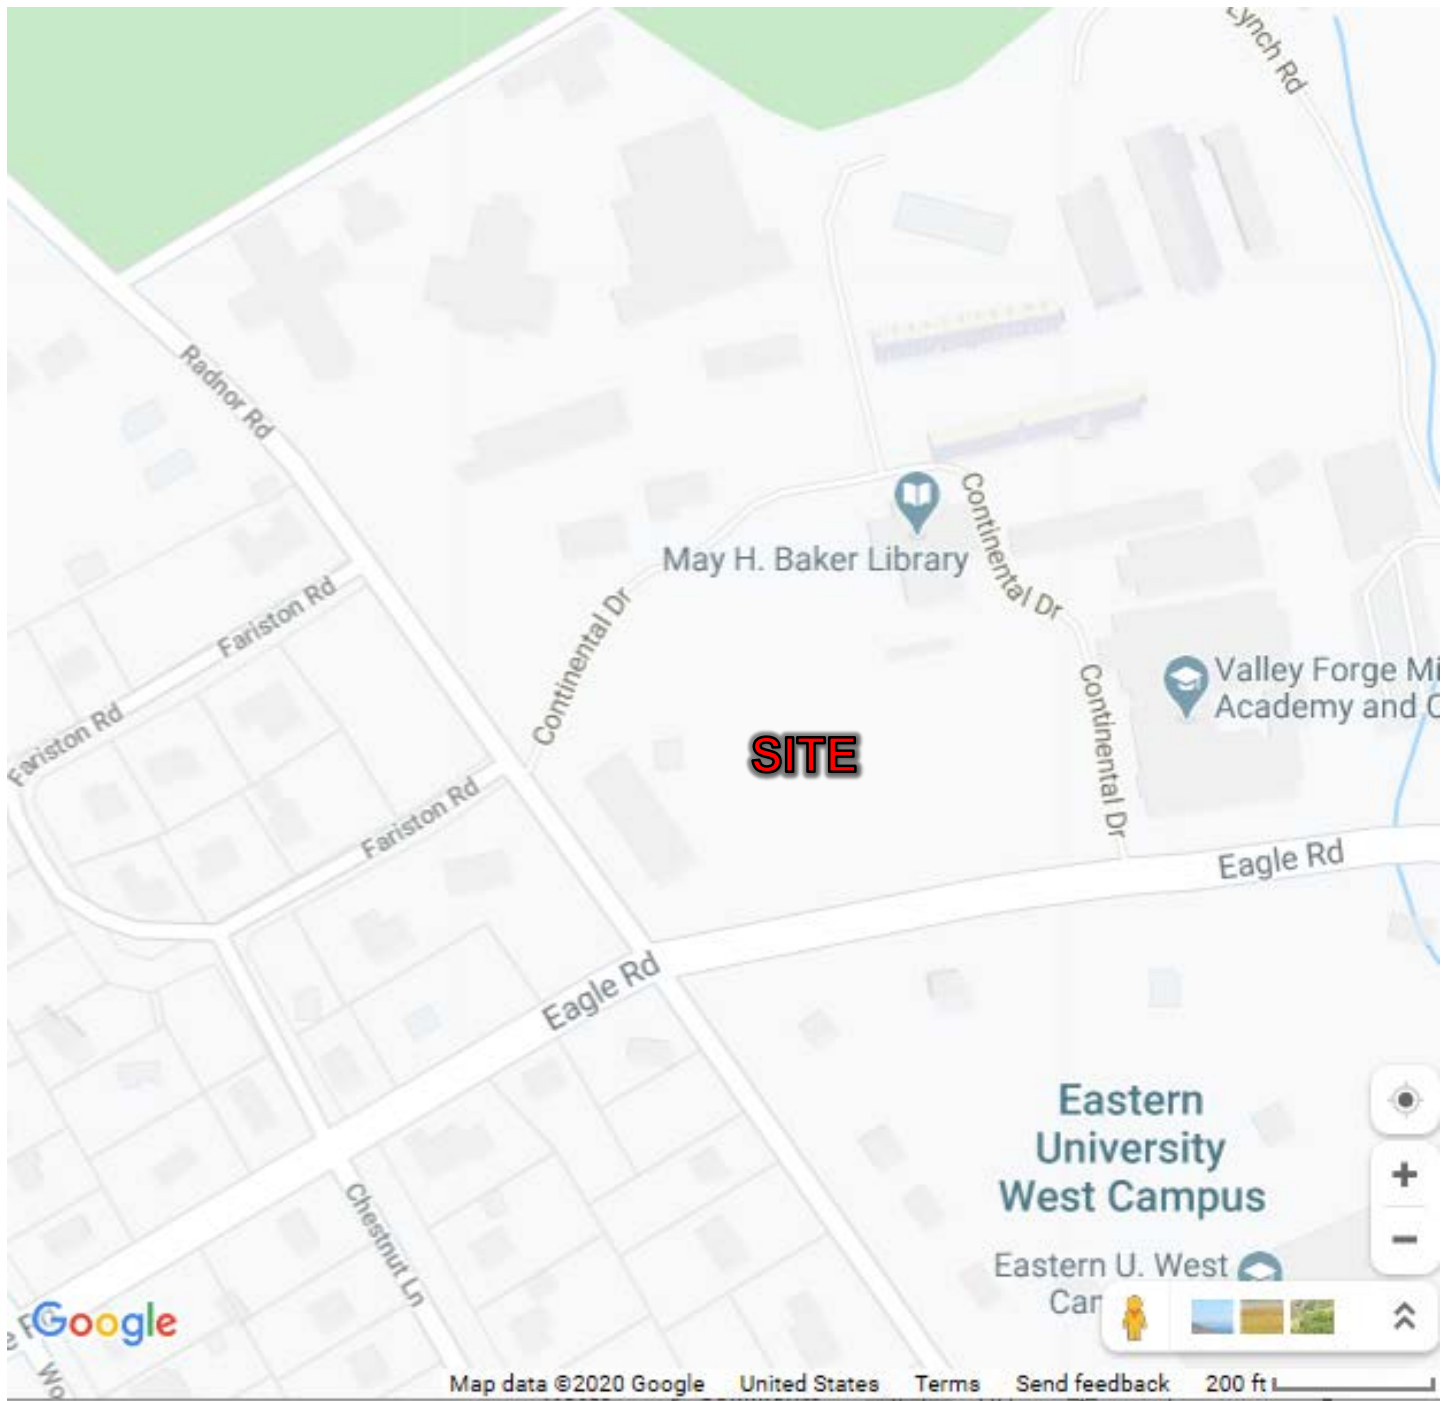 Lynch Rd
Radnor Rd
Continental Dr
May H. Baker Library
Fariston Rd
Continental Dr
Continental Dr
Valley Forge Mi
Academy and C
Fariston Rd
SITE
Fariston Rd
Eagle Rd
Eagle Rd
Eastern
University
West Campus
Chestnut Ln
Eastern U. West
Car
Google
Wo
Map data ©2020 Google United States Terms Send feedback 200 ft